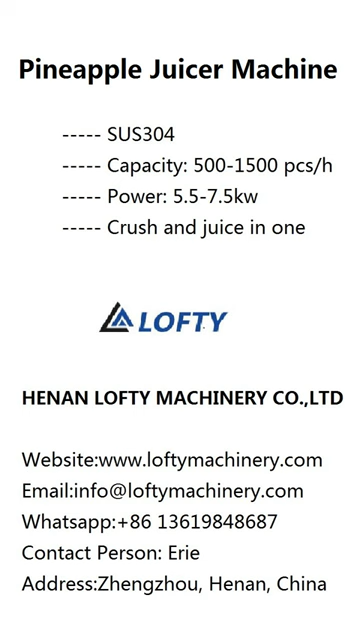 Pineapple Juicer Machine
----- SUS304
----- Capacity: 500-1500 pcs/h
----- Power: 5.5-7.5kw
----- Crush and juice in one
LOFTY
HENAN LOFTY MACHINERY CO.,LTD
Website:www.loftymachinery.com
Email:info@loftymachinery.com
Whatsapp:+86 13619848687
Contact Person: Erie
Address:Zhengzhou, Henan, China